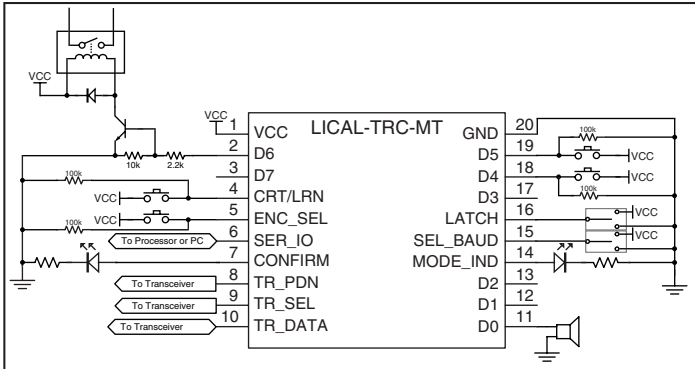 VCC
VCC
1
VCC
LICAL-TRC-MT
GND
20
10k
2.2k
2
D6
D5
19
100k
VCC
3
D7
D4
18
VCC
100k
100k
VCC
4
CRT/LRN
D3
17
100k
VCC
5
ENC_SEL
LATCH
16
VCC
To Processor or PC
6
SER_IO
SEL_BAUD
15
VCC
7
CONFIRM
MODE_IND
14
To Transceiver
8
TR_PDN
D2
13
To Transceiver
9
TR_SEL
D1
12
To Transceiver
10
TR_DATA
D0
11